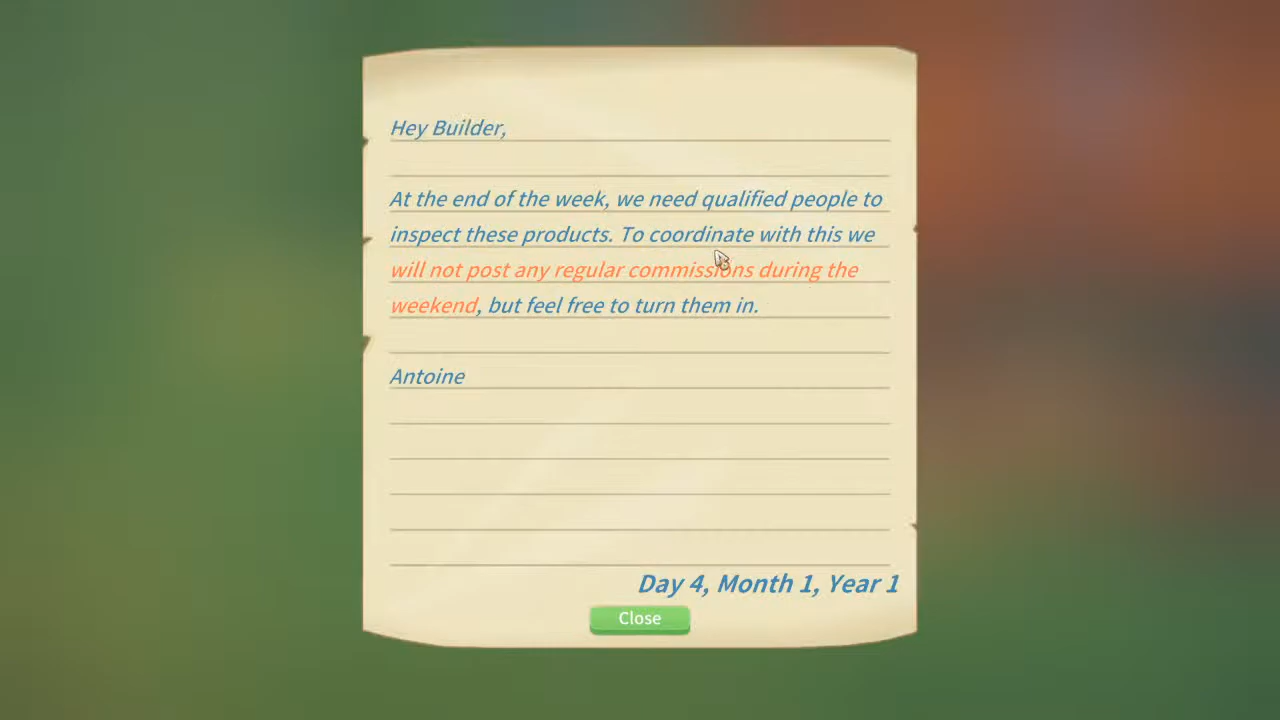 Hey Builder,
At the end of the week, we need qualified people to
inspect these products. To coordinate with this we
will not post any regular commissions during the
weekend, but feel free to turn them in.
Antoine
Day 4, Month 1, Year 1
Close